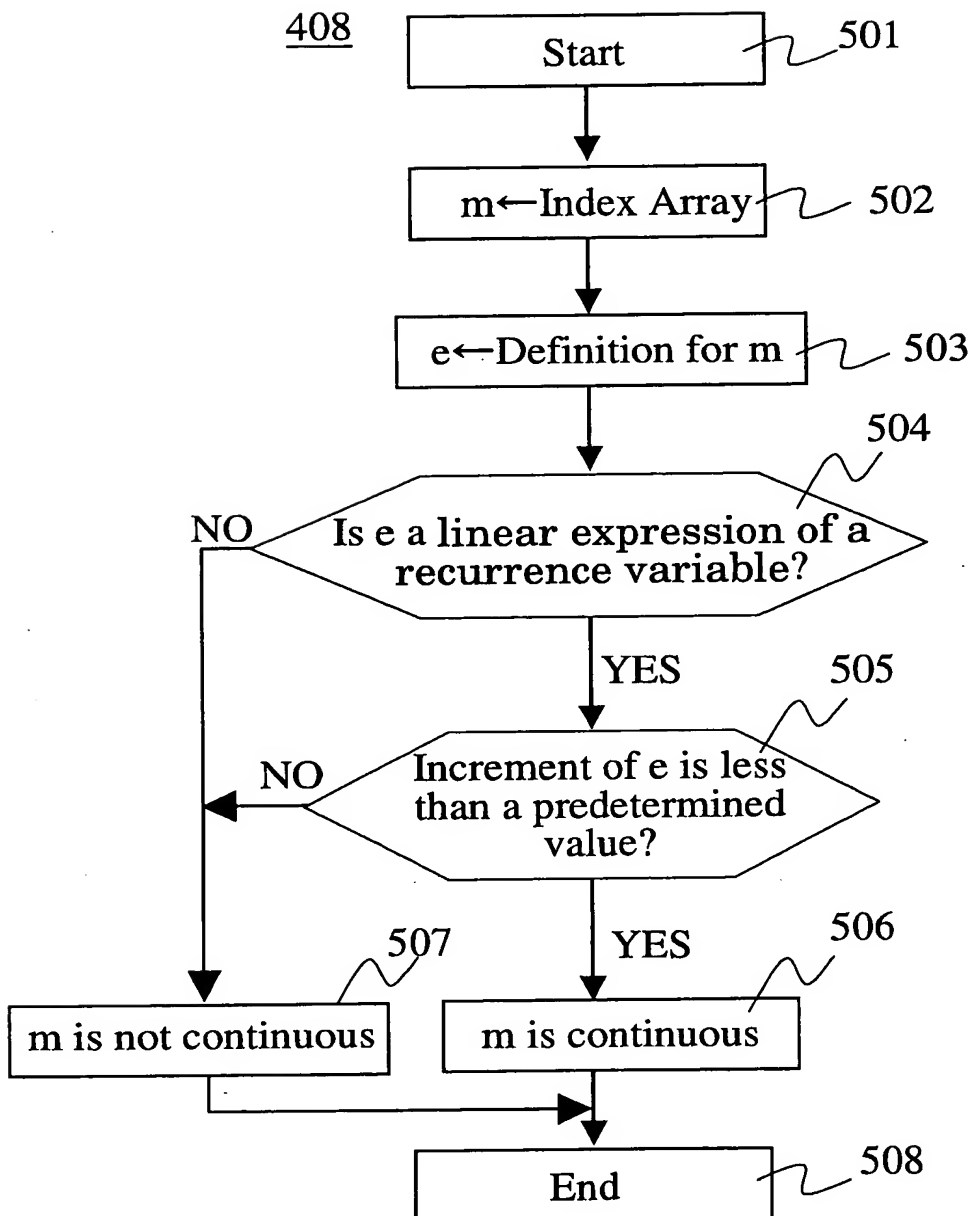 408
Start
501
m←Index Array
502
e←Definition for m
503
504
NO
Is e a linear expression of a
recurrence variable?
YES
505
NO
Increment of e is less
than a predetermined
value?
YES
507
506
m is not continuous
m is continuous
End
508